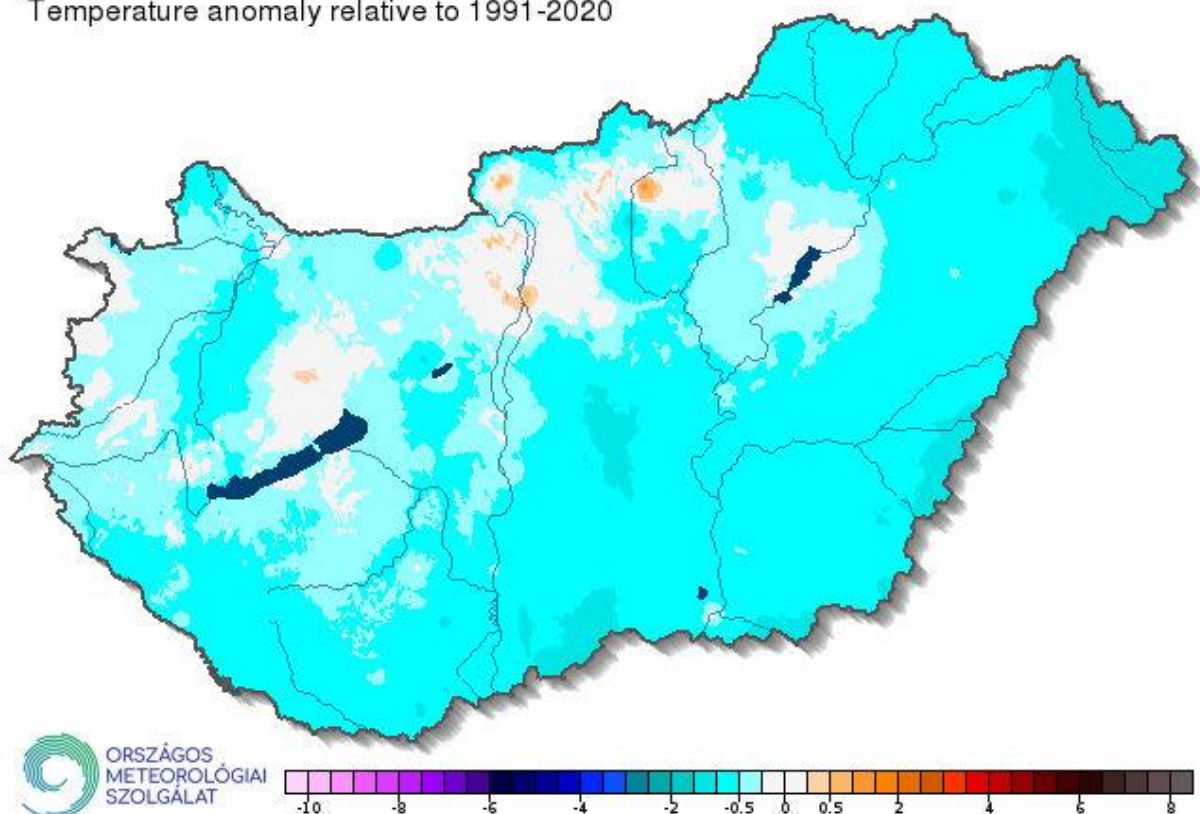 Temperature anomaly relative to 1991-2020
ORSZÁGOS
METEOROLÓGIAI
SZOLGÁLAT
-10 -8 -6 -4 -2 -0.5 0 0.5 2 4 6 8